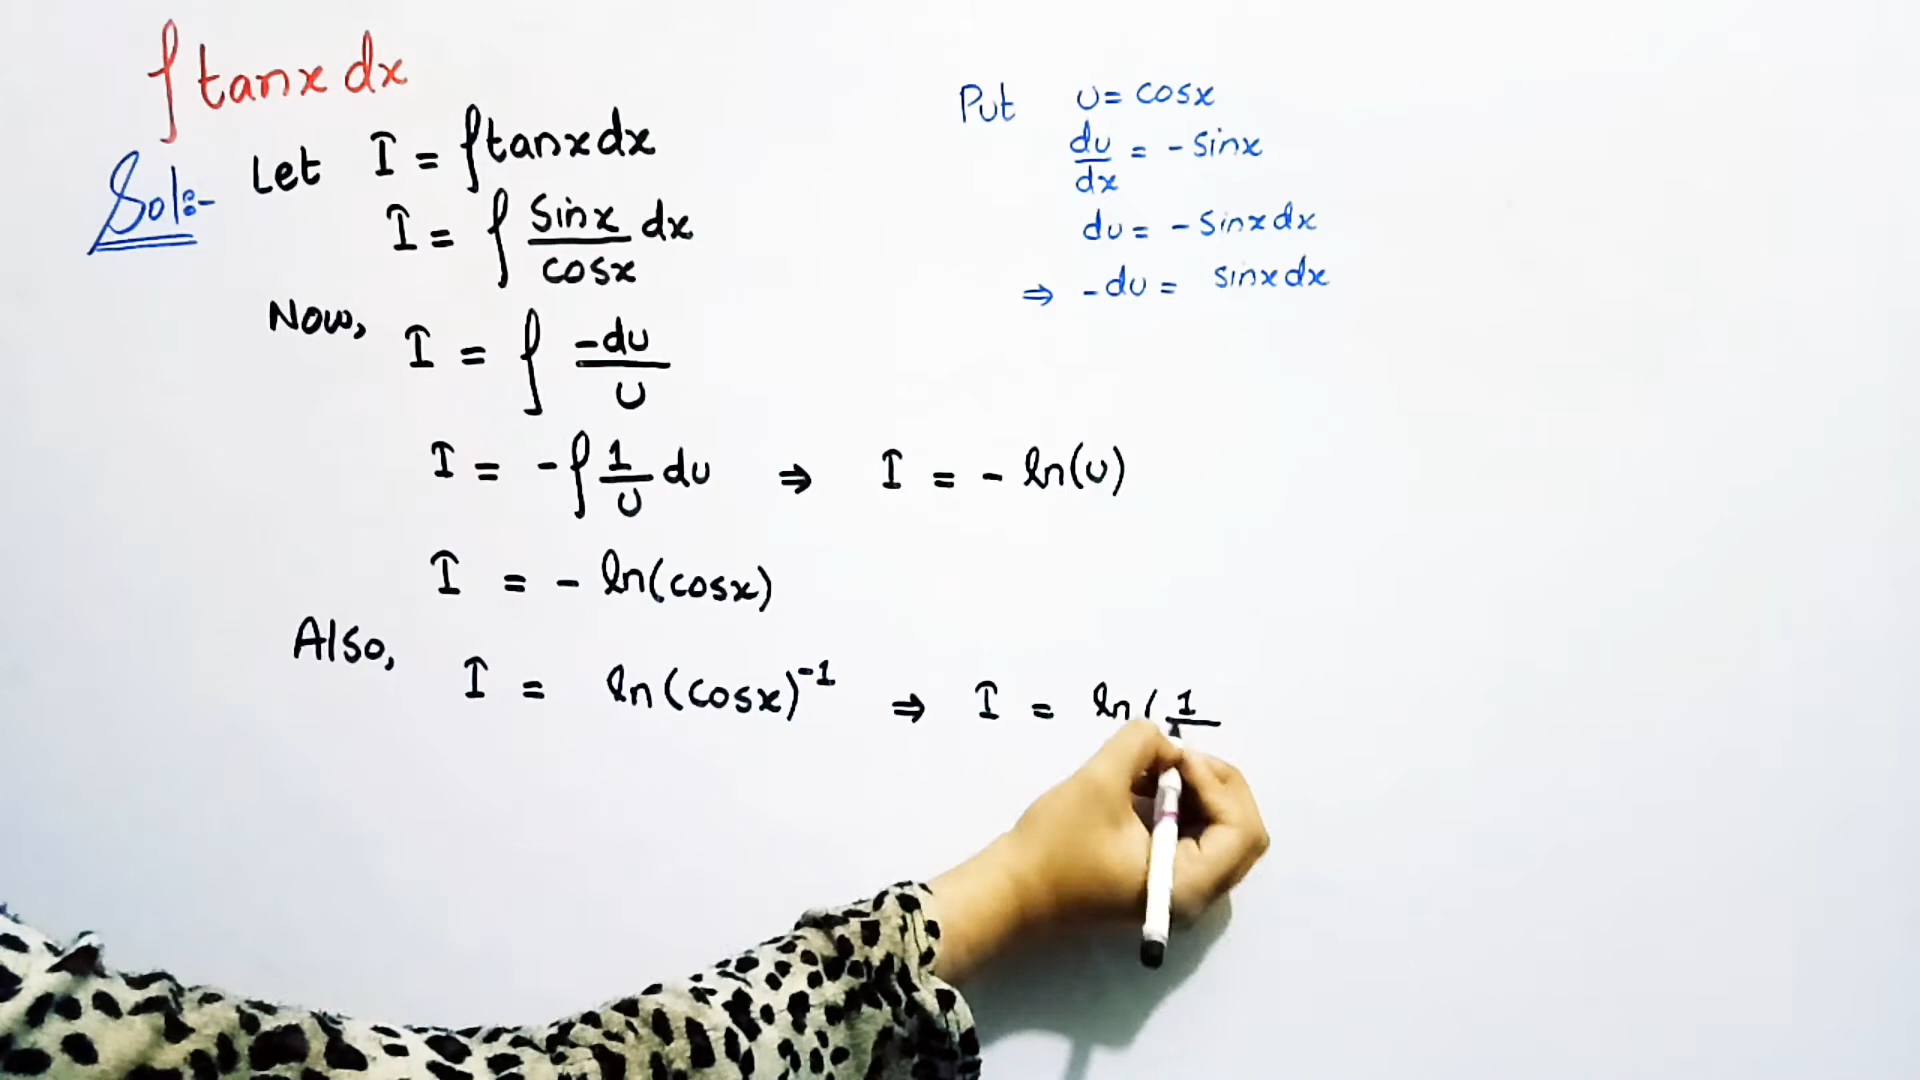 ∫ tanx dx
Sol:- Let I = ∫tanx dx
I = ∫ sinx/cosx dx
Now, I = ∫ -du/u
I = -∫ 1/u du ⇒ I = - ln(u)
I = - ln(cosx)
Also, I = ln(cosx)⁻¹ ⇒ I = ln(1/
Put u = cosx
du/dx = - sinx
du = - sinx dx
⇒ -du = sinx dx